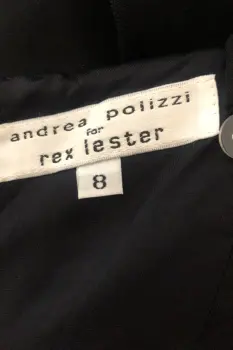 andrea polizzi
for
rex lester
8